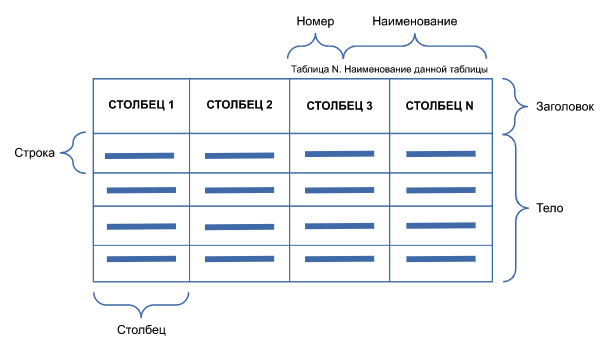 Номер Наименование
Таблица N. Наименование данной таблицы
СТОЛБЕЦ 1 СТОЛБЕЦ 2 СТОЛБЕЦ 3 СТОЛБЕЦ N
Заголовок
Строка
Тело
Столбец